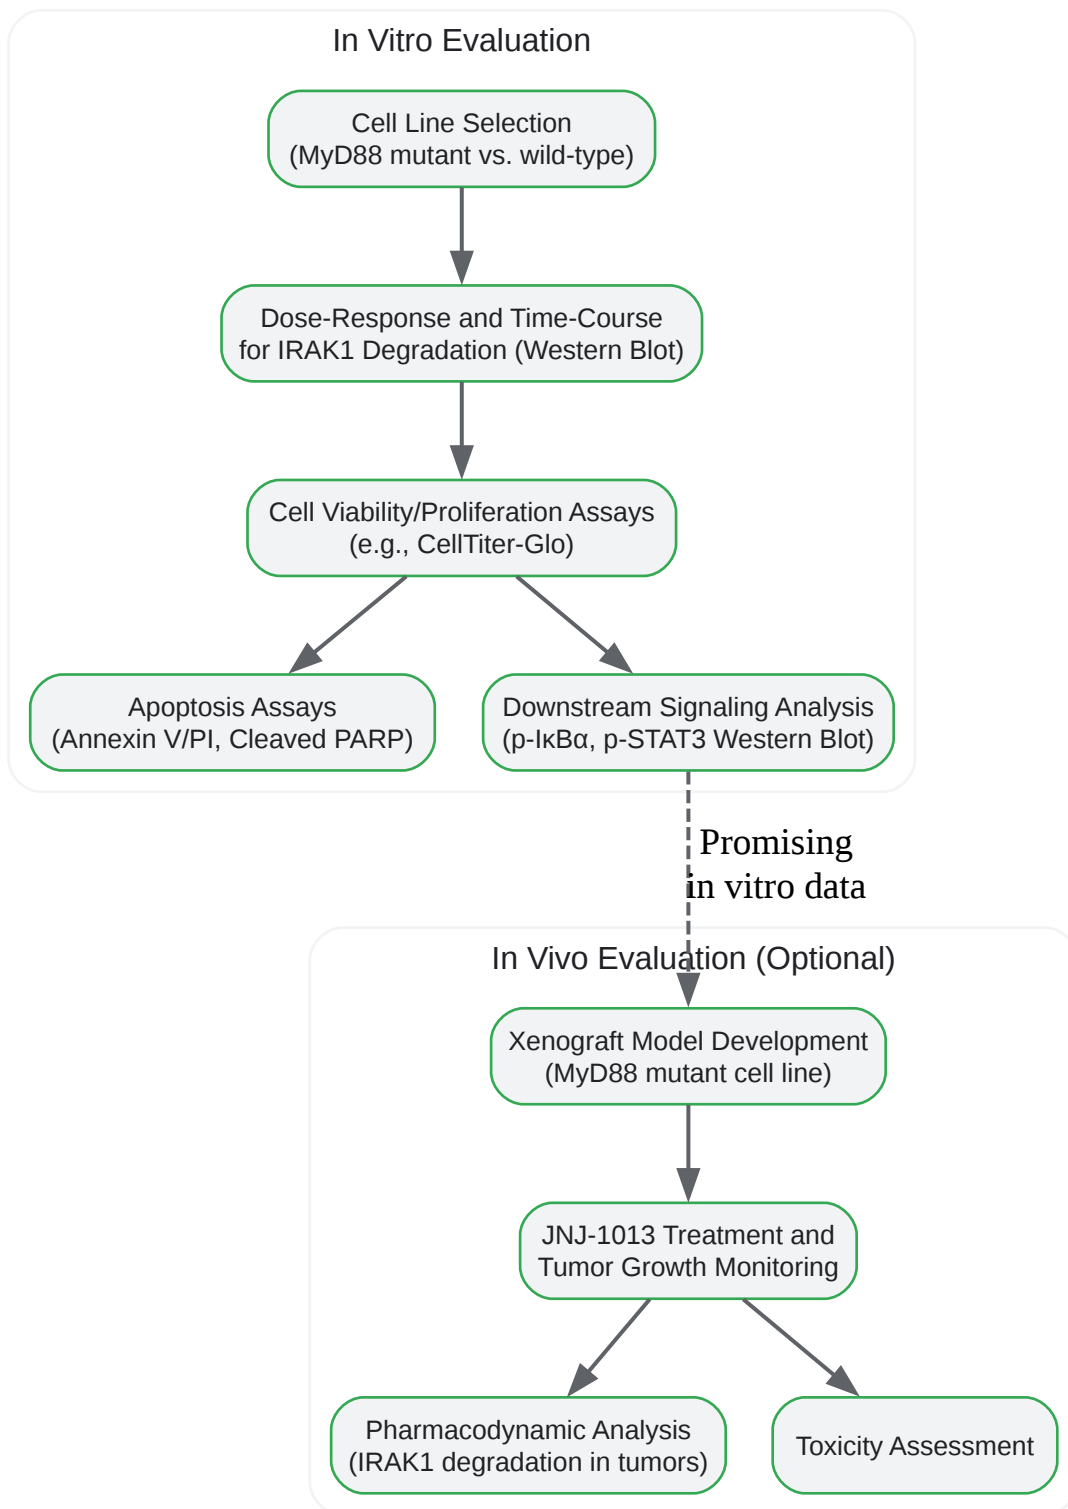 In Vitro Evaluation
Cell Line Selection
(MyD88 mutant vs. wild-type)
Dose-Response and Time-Course
for IRAK1 Degradation (Western Blot)
Cell Viability/Proliferation Assays
(e.g., CellTiter-Glo)
Apoptosis Assays
(Annexin V/PI, Cleaved PARP)
Downstream Signaling Analysis
(p-IκBα, p-STAT3 Western Blot)
Promising
in vitro data
In Vivo Evaluation (Optional)
Xenograft Model Development
(MyD88 mutant cell line)
JNJ-1013 Treatment and
Tumor Growth Monitoring
Pharmacodynamic Analysis
(IRAK1 degradation in tumors)
Toxicity Assessment